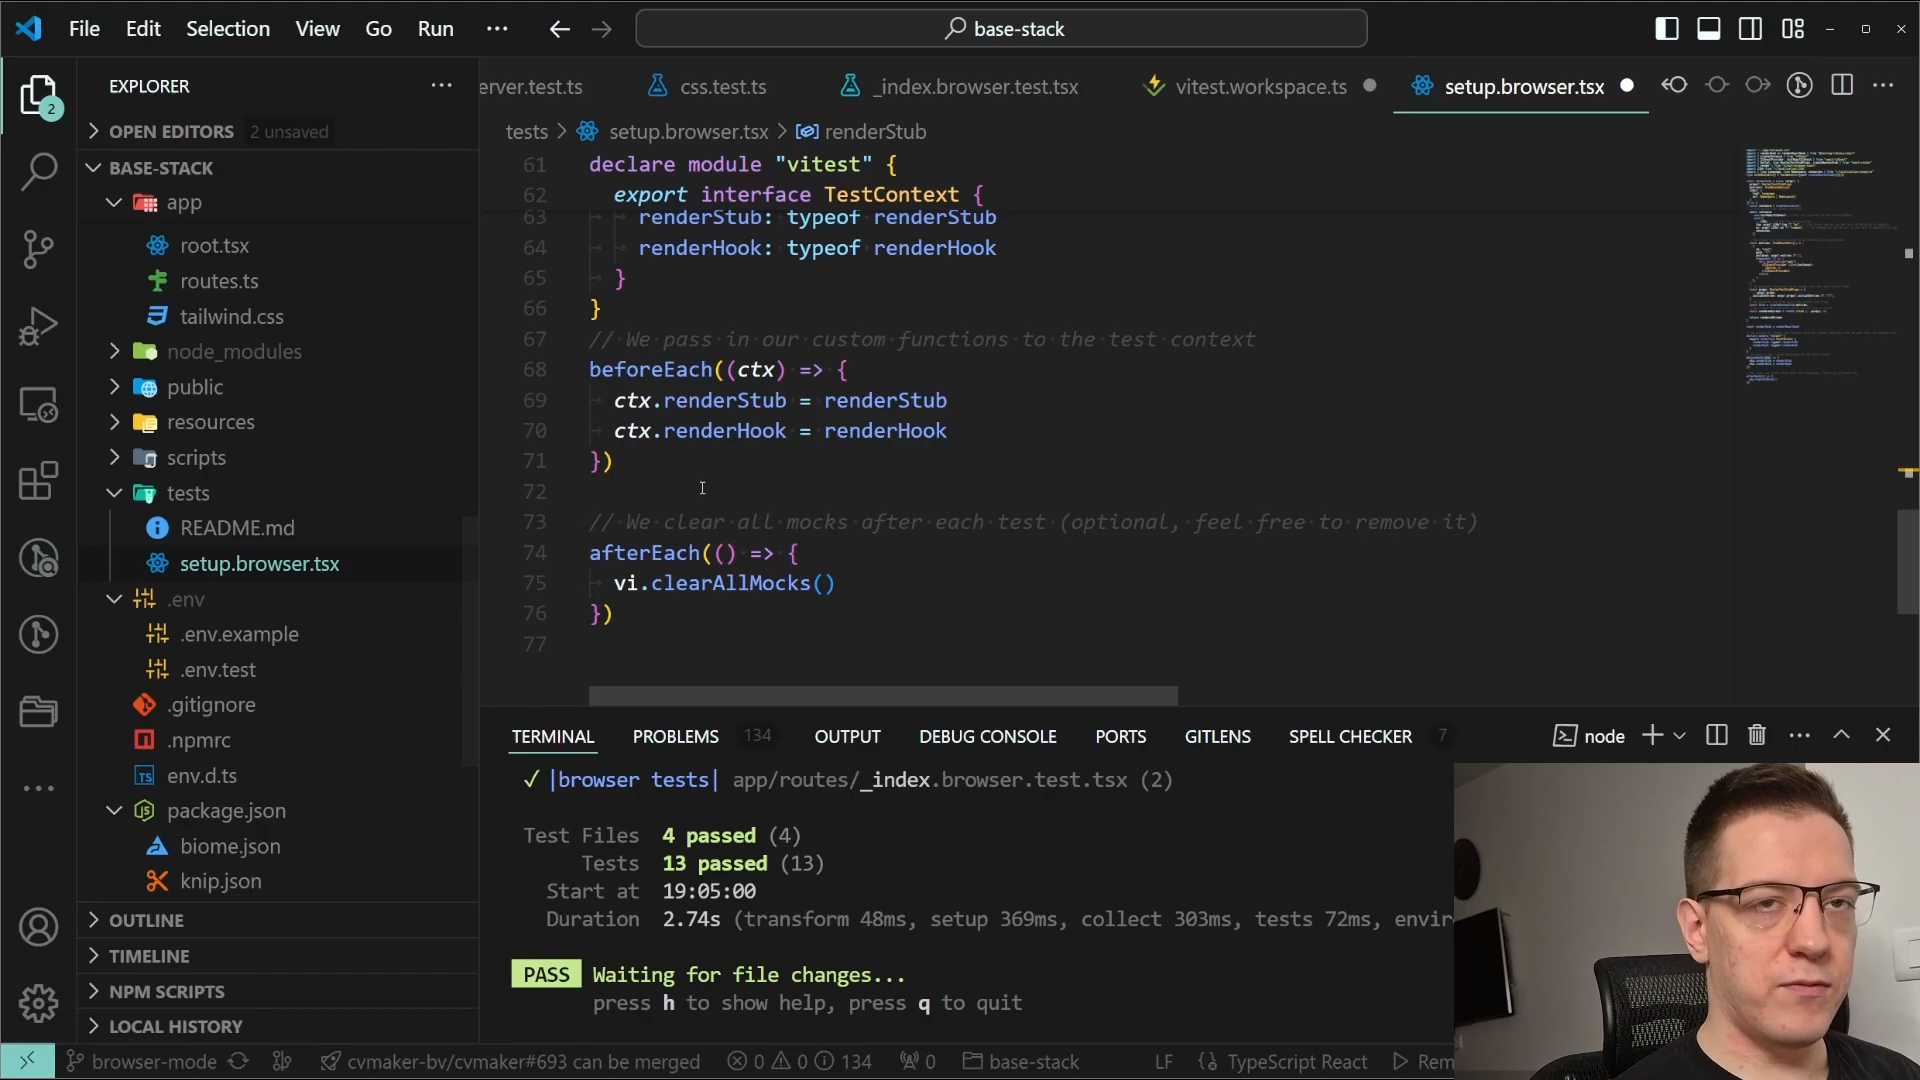 File Edit Selection View Go Run ··· base-stack
EXPLORER
OPEN EDITORS 2 unsaved
BASE-STACK
app
root.tsx
routes.ts
tailwind.css
node_modules
public
resources
scripts
tests
README.md
setup.browser.tsx
.env
.env.example
.env.test
.gitignore
.npmrc
env.d.ts
package.json
biome.json
knip.json
OUTLINE
TIMELINE
NPM SCRIPTS
LOCAL HISTORY
2
erver.test.ts css.test.ts _index.browser.test.tsx vitest.workspace.ts setup.browser.tsx
tests > setup.browser.tsx > renderStub
61 declare module "vitest" {
62 export interface TestContext {
63 renderStub: typeof renderStub
64 renderHook: typeof renderHook
65 }
66 }
67 // We pass in our custom functions to the test context
68 beforeEach((ctx) => {
69 ctx.renderStub = renderStub
70 ctx.renderHook = renderHook
71 })
72
73 // We clear all mocks after each test (optional, feel free to remove it)
74 afterEach(() => {
75 vi.clearAllMocks()
76 })
77
TERMINAL PROBLEMS 134 OUTPUT DEBUG CONSOLE PORTS GITLENS SPELL CHECKER 7 node
✓ |browser tests| app/routes/_index.browser.test.tsx (2)
Test Files 4 passed (4)
Tests 13 passed (13)
Start at 19:05:00
Duration 2.74s (transform 48ms, setup 369ms, collect 303ms, tests 72ms, envir
PASS Waiting for file changes...
press h to show help, press q to quit
browser-mode cvmaker-bv/cvmaker#693 can be merged 0 0 134 0 base-stack LF TypeScript React Rem